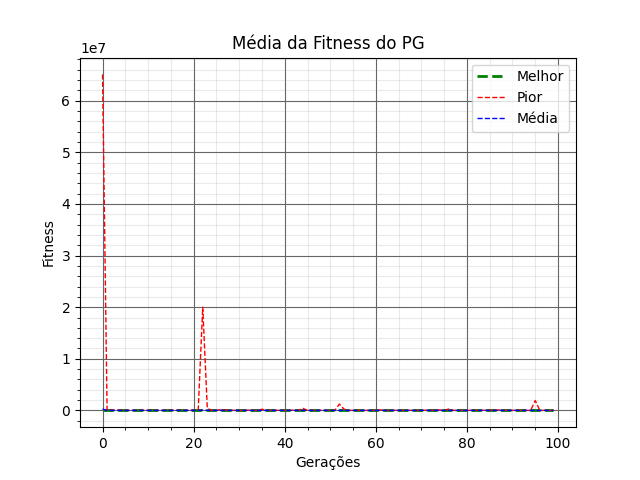 Média da Fitness do PG
1e7
Melhor
Pior
Média
6
5
4
3
2
1
0
Fitness
0 20 40 60 80 100
Gerações